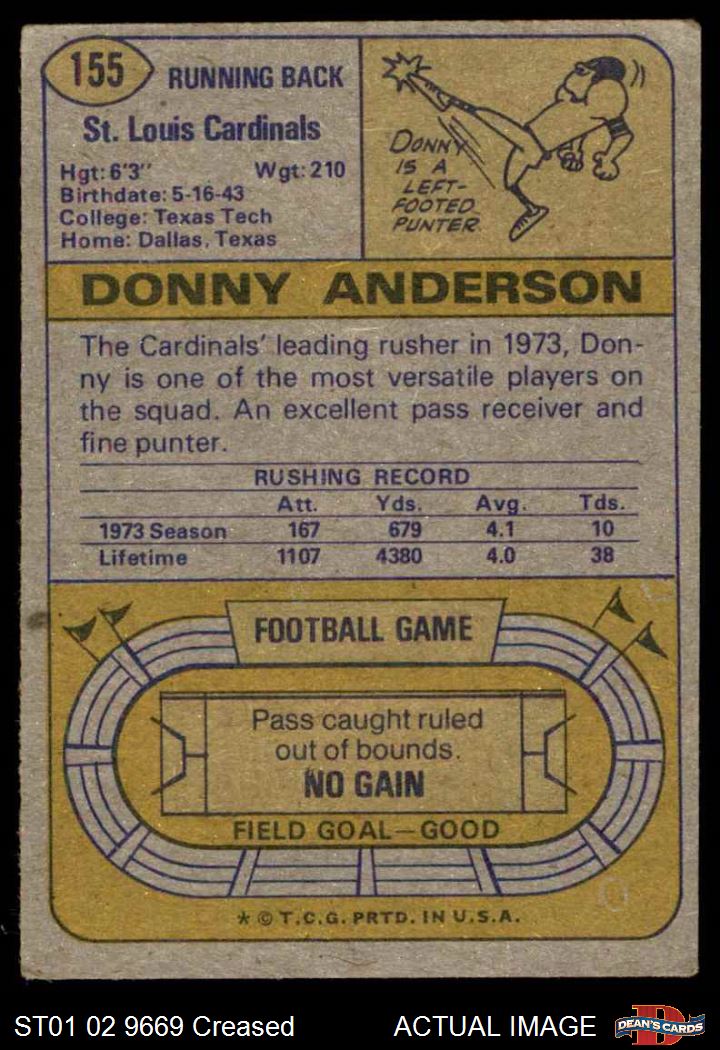 155
RUNNING BACK
St. Louis Cardinals
Hgt: 6'3" Wgt: 210
Birthdate: 5-16-43
College: Texas Tech
Home: Dallas, Texas
DONNY
IS A
LEFT-
FOOTED
PUNTER
DONNY ANDERSON
The Cardinals' leading rusher in 1973, Don-
ny is one of the most versatile players on
the squad. An excellent pass receiver and
fine punter.
RUSHING RECORD
Att. Yds. Avg. Tds.
1973 Season 167 679 4.1 10
Lifetime 1107 4380 4.0 38
FOOTBALL GAME
Pass caught ruled
out of bounds.
NO GAIN
FIELD GOAL—GOOD
* © T.C.G. PRTD. IN U.S.A.
ST01 02 9669 Creased ACTUAL IMAGE
D
DEAN'S CARDS